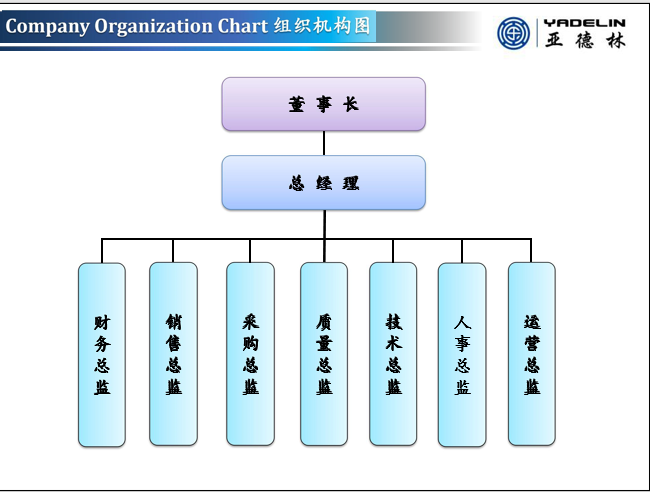 Company Organization Chart 组织机构图
YADELIN
亚德林
董事长
总经理
财务总监
销售总监
采购总监
质量总监
技术总监
人事总监
运营总监